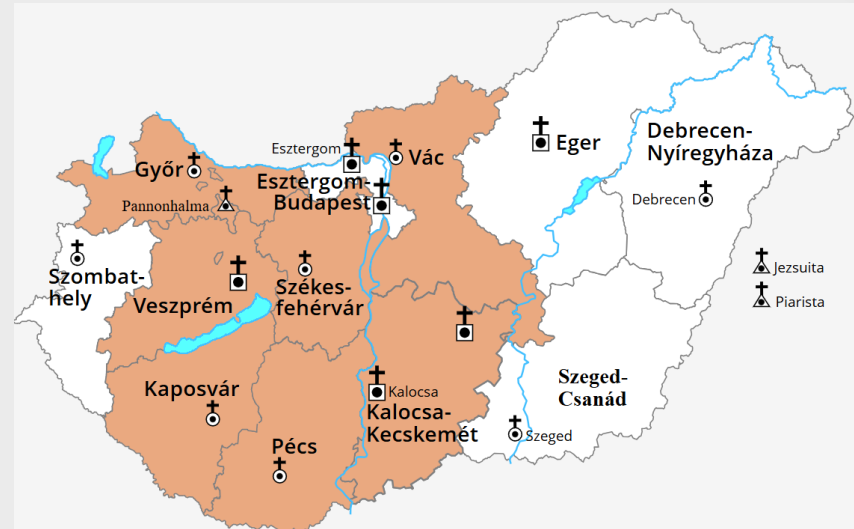 Esztergom
Vác
Eger
Debrecen-
Nyíregyháza
Győr
Esztergom-
Budapest
Pannonhalma
Debrecen
Szombat-
hely
Veszprém
Székes-
fehérvár
Jezsuita
Piarista
Kaposvár
Kalocsa
Kalocsa-
Kecskemét
Szeged-
Csanád
Szeged
Pécs